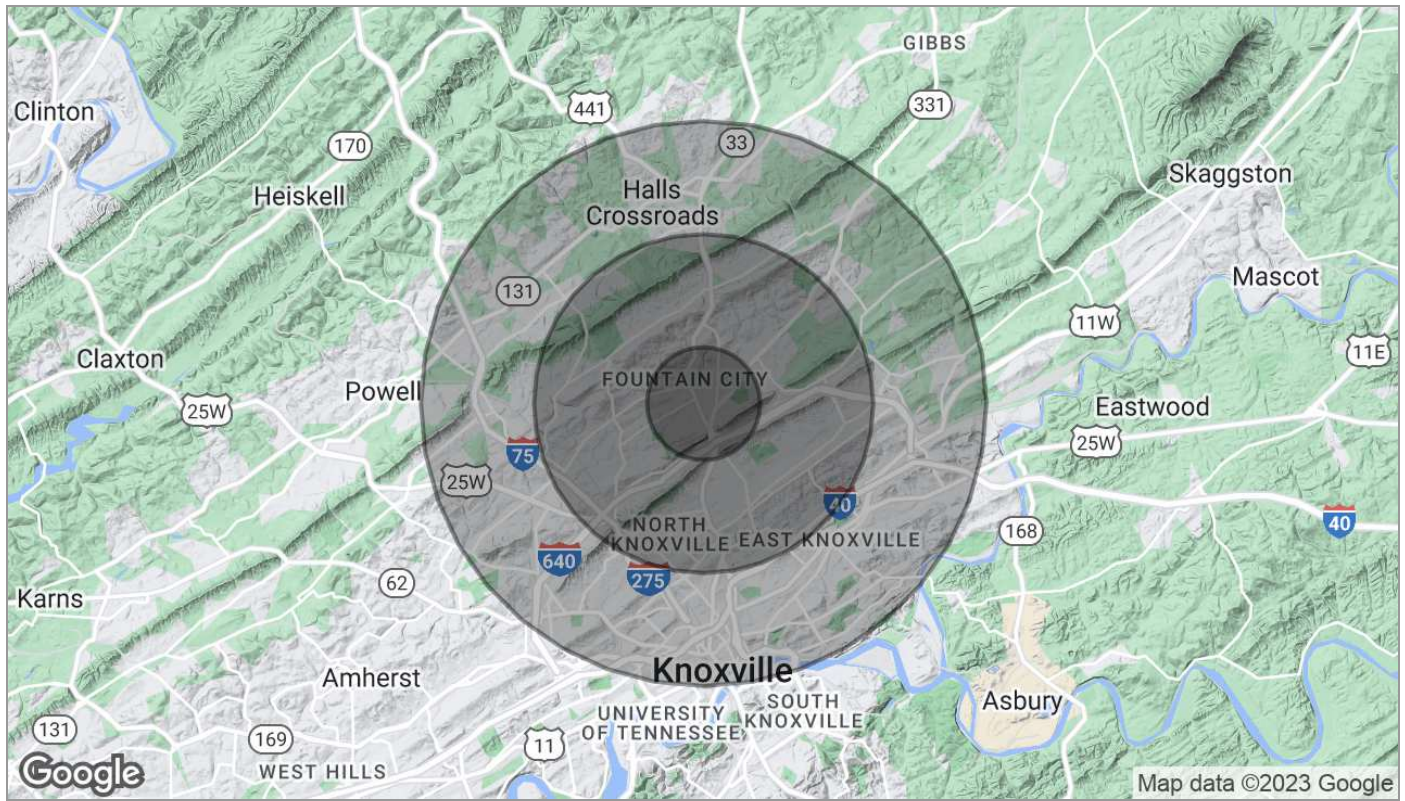 GIBBS
Clinton
441
331
33
170
Skaggston
Heiskell
Halls
Crossroads
Mascot
131
11W
11E
Claxton
FOUNTAIN CITY
Powell
25W
Eastwood
25W
75
25W
40
40
NORTH
KNOXVILLE
EAST KNOXVILLE
168
640
275
62
Karns
Knoxville
Amherst
Asbury
SOUTH
KNOXVILLE
UNIVERSITY
OF TENNESSEE
131
169
11
WEST HILLS
Google
Map data ©2023 Google